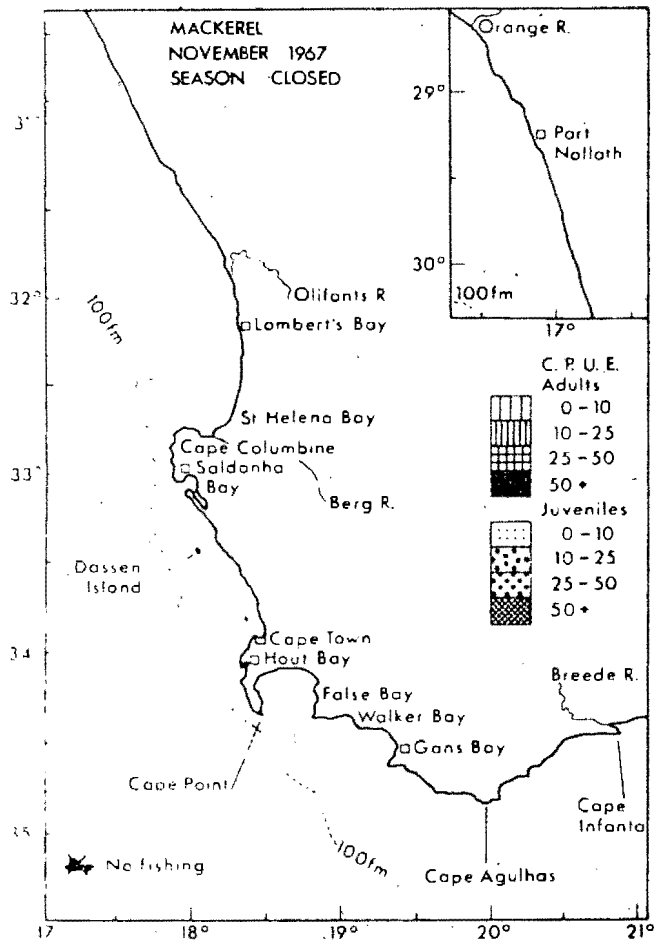 MACKEREL
NOVEMBER 1967
SEASON CLOSED
Orange R.
29°
Port
Nolloth
30°
100fm
17°
31°
Olifants R
32°
100fm
Lambert's Bay
C. P. U. E.
Adults
0-10
10-25
25-50
50+
Juveniles
0-10
10-25
25-50
50+
St Helena Bay
Cape Columbine
33°
Saldanha
Bay
Berg R.
Dassen
Island
34
Cape Town
Hout Bay
Breede R.
False Bay
Walker Bay
Gans Bay
Cape Point
Cape
Infanta
35
100fm
No fishing
Cape Agulhas
17
18°
19°
20°
21°